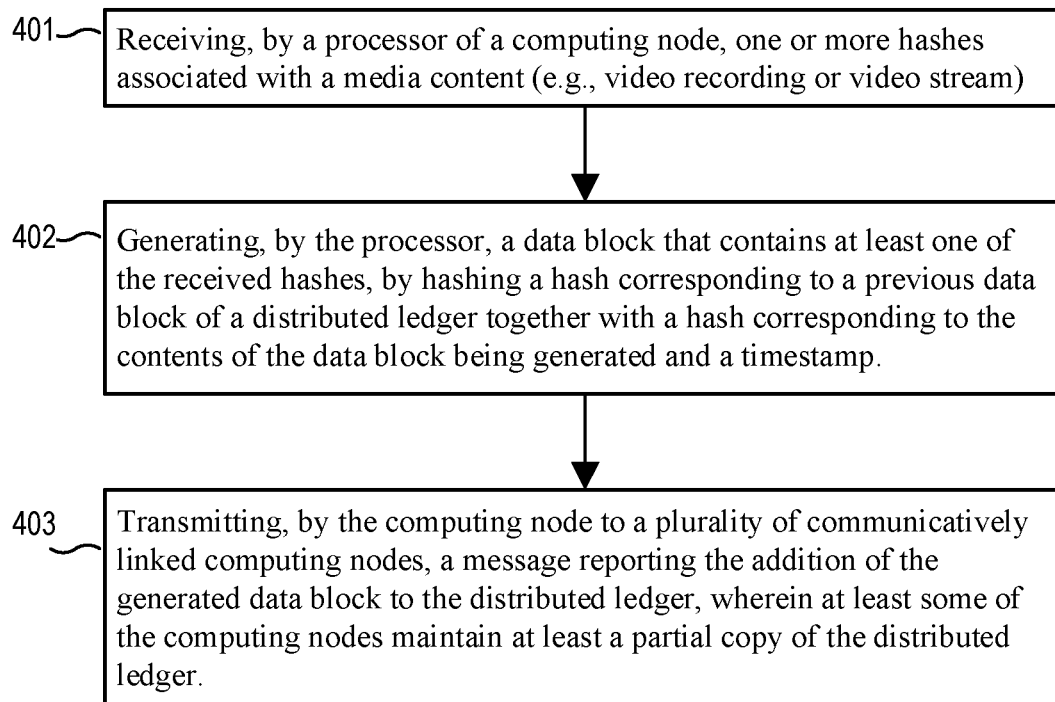 401
Receiving, by a processor of a computing node, one or more hashes
associated with a media content (e.g., video recording or video stream)
402
Generating, by the processor, a data block that contains at least one of
the received hashes, by hashing a hash corresponding to a previous data
block of a distributed ledger together with a hash corresponding to the
contents of the data block being generated and a timestamp.
403
Transmitting, by the computing node to a plurality of communicatively
linked computing nodes, a message reporting the addition of the
generated data block to the distributed ledger, wherein at least some of
the computing nodes maintain at least a partial copy of the distributed
ledger.